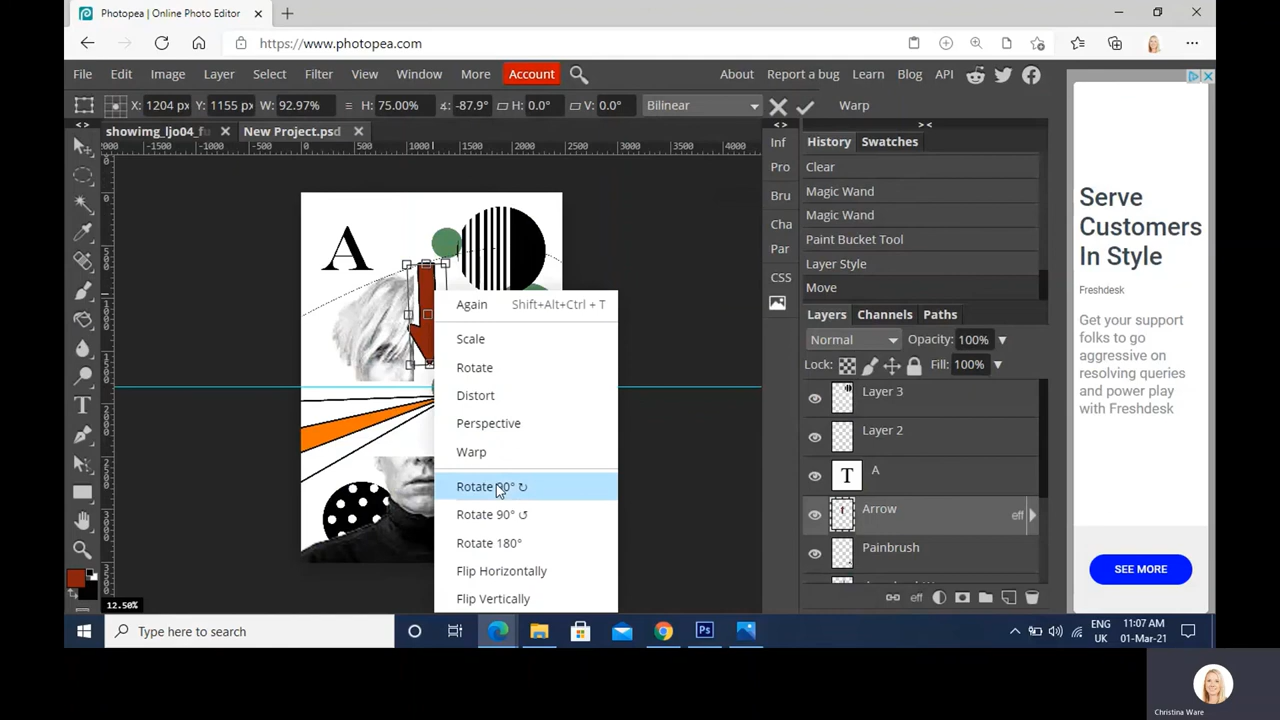 Photopea | Online Photo Editor
https://www.photopea.com
File Edit Image Layer Select Filter View Window More Account About Report a bug Learn Blog API
X: 1204 px Y: 1155 px W: 92.97% H: 75.00% -87.9° H: 0.0° V: 0.0° Bilinear Warp
showimg_ljo04_fu New Project.psd
A
Again Shift+Alt+Ctrl + T
Scale
Rotate
Distort
Perspective
Warp
Rotate 90° ↻
Rotate 90° ↺
Rotate 180°
Flip Horizontally
Flip Vertically
12.50%
Inf
Pro
Bru
Cha
Par
CSS
History Swatches
Clear
Magic Wand
Magic Wand
Paint Bucket Tool
Layer Style
Move
Layers Channels Paths
Normal Opacity: 100%
Lock: Fill: 100%
Layer 3
Layer 2
T A
Arrow eff
Painbrush
eff
Serve
Customers
In Style
Freshdesk
Get your support
folks to go
aggressive on
resolving queries
and power play
with Freshdesk
SEE MORE
Type here to search
Ps
ENG
UK
11:07 AM
01-Mar-21
Christina Ware